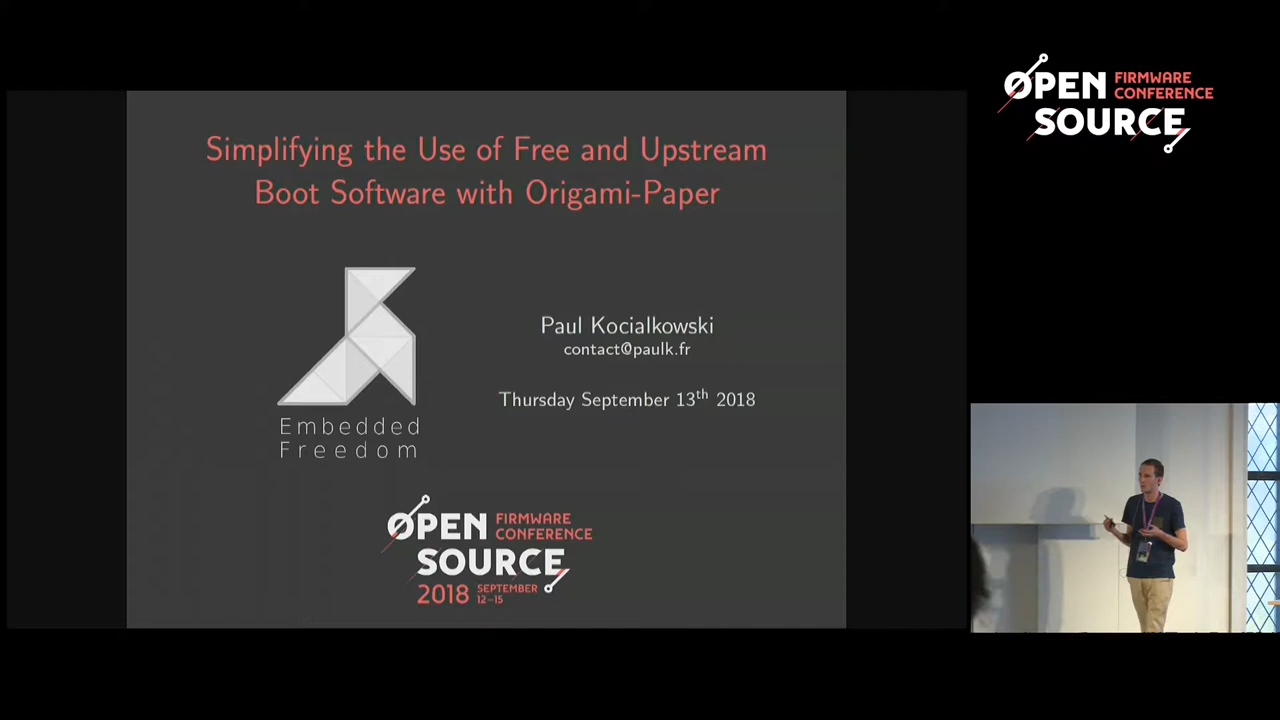 Simplifying the Use of Free and Upstream
Boot Software with Origami-Paper
Embedded
Freedom
Paul Kocialkowski
contact@paulk.fr
Thursday September 13th 2018
OPEN FIRMWARE CONFERENCE
SOURCE
2018 SEPTEMBER 12-15
OPEN FIRMWARE CONFERENCE
SOURCE